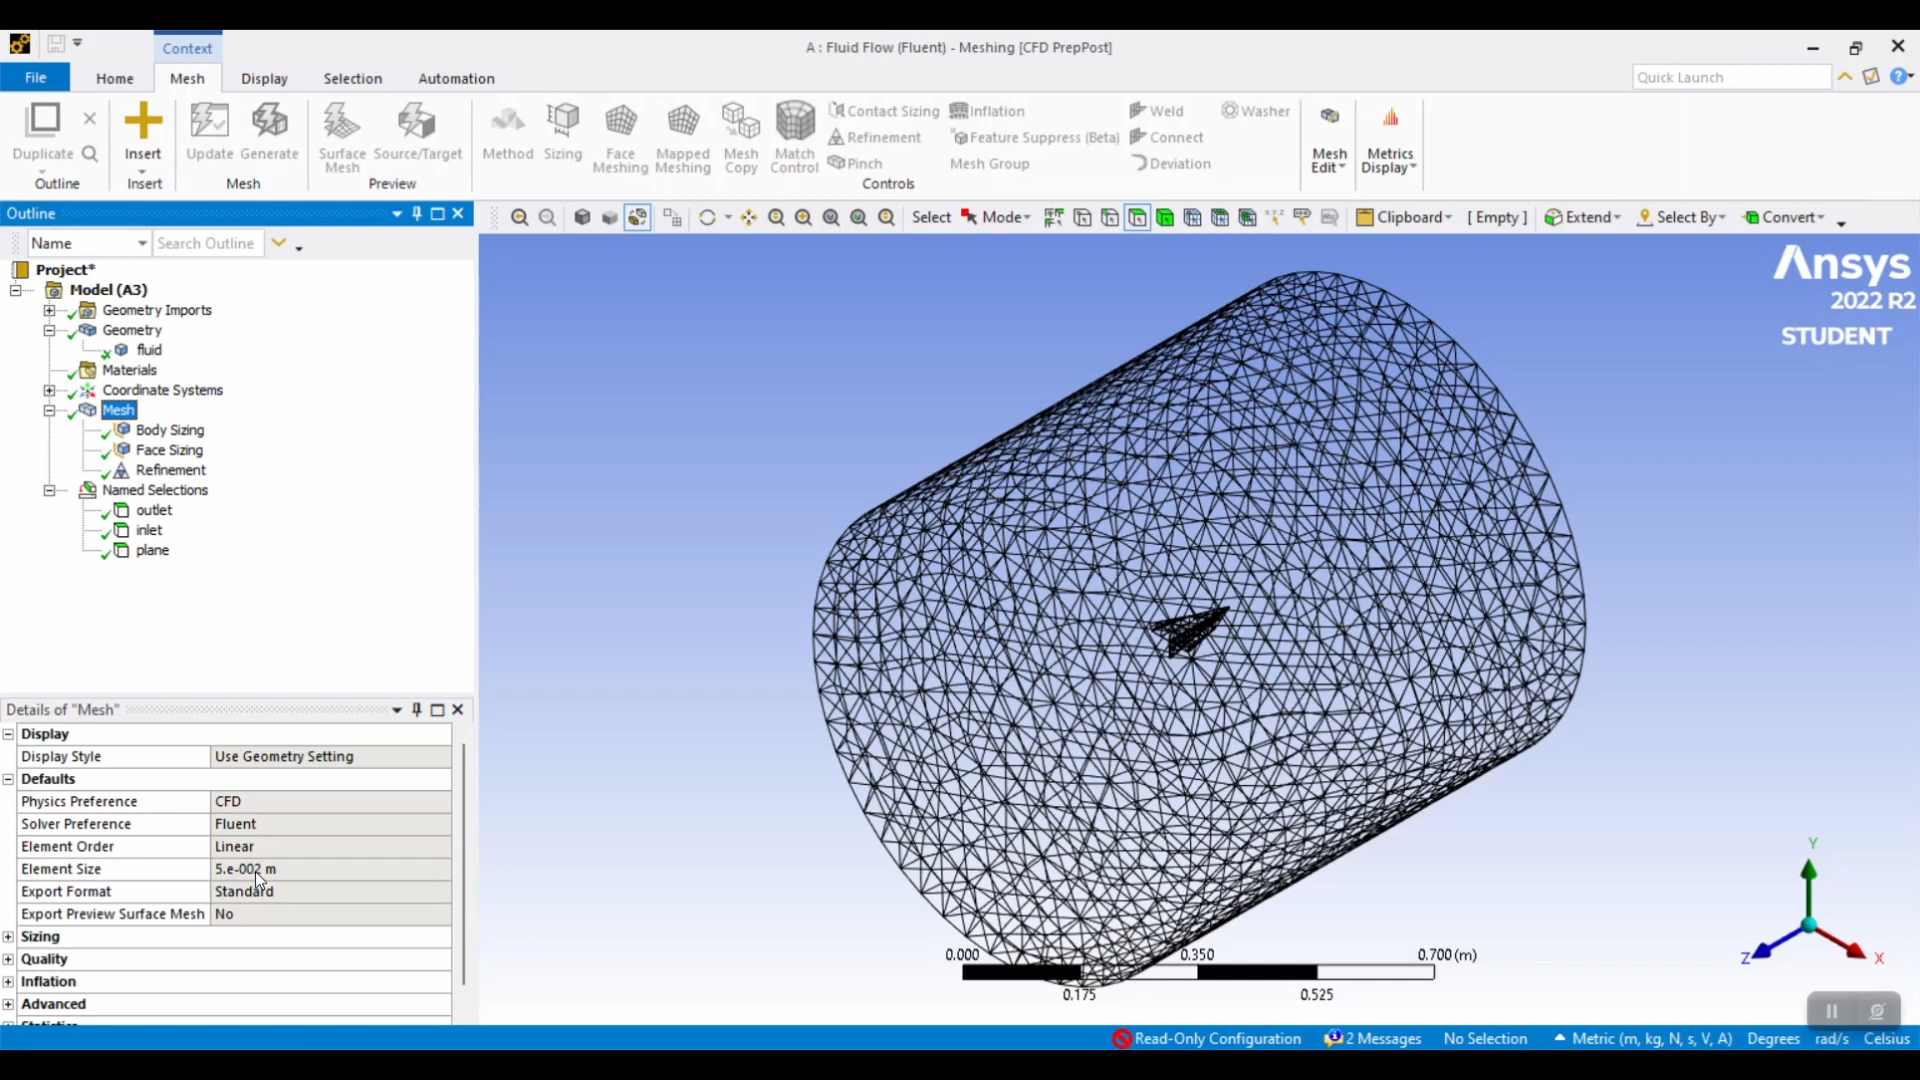 Context
A : Fluid Flow (Fluent) - Meshing [CFD PrepPost]
File Home Mesh Display Selection Automation
Quick Launch
Duplicate
Outline
Insert
Insert
Update Generate
Mesh
Surface Mesh
Source/Target
Preview
Method
Sizing
Face Meshing
Mapped Meshing
Mesh Copy
Match Control
Contact Sizing
Refinement
Pinch
Inflation
Feature Suppress (Beta)
Mesh Group
Controls
Weld
Connect
Deviation
Washer
Mesh Edit
Metrics Display
Outline
Select Mode Clipboard [ Empty ] Extend Select By Convert
Name Search Outline
Project*
Model (A3)
Geometry Imports
Geometry
fluid
Materials
Coordinate Systems
Mesh
Body Sizing
Face Sizing
Refinement
Named Selections
outlet
inlet
plane
Ansys
2022 R2
STUDENT
Details of "Mesh"
Display
Display Style Use Geometry Setting
Defaults
Physics Preference CFD
Solver Preference Fluent
Element Order Linear
Element Size 5.e-002 m
Export Format Standard
Export Preview Surface Mesh No
Sizing
Quality
Inflation
Advanced
Statistics
0.000 0.350 0.700 (m)
0.175 0.525
Y
Z
X
Read-Only Configuration 2 Messages No Selection Metric (m, kg, N, s, V, A) Degrees rad/s Celsius